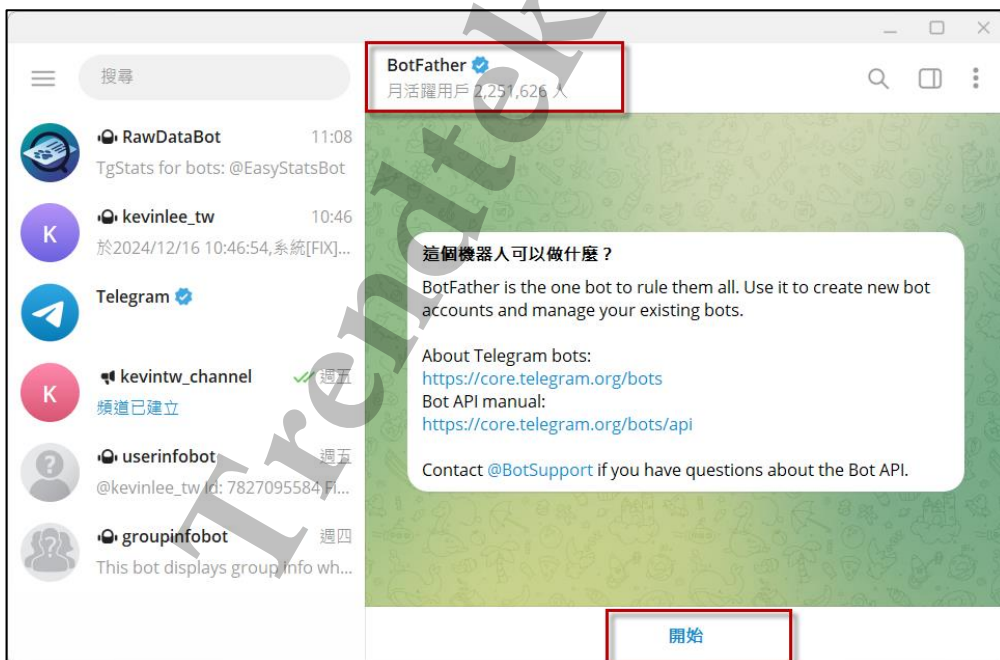 搜尋
RawDataBot 11:08
TgStats for bots: @EasyStatsBot
kevinlee_tw 10:46
於2024/12/16 10:46:54,系統[FIX]...
Telegram
kevintw_channel 週五
頻道已建立
userinfobot 週五
@kevinlee_tw Id: 7827095584 Fi...
groupinfobot 週四
This bot displays group info wh...
BotFather
月活躍用戶 2,251,626 人
這個機器人可以做什麼？
BotFather is the one bot to rule them all. Use it to create new bot
accounts and manage your existing bots.
About Telegram bots:
https://core.telegram.org/bots
Bot API manual:
https://core.telegram.org/bots/api
Contact @BotSupport if you have questions about the Bot API.
開始
K
K
Trendtek